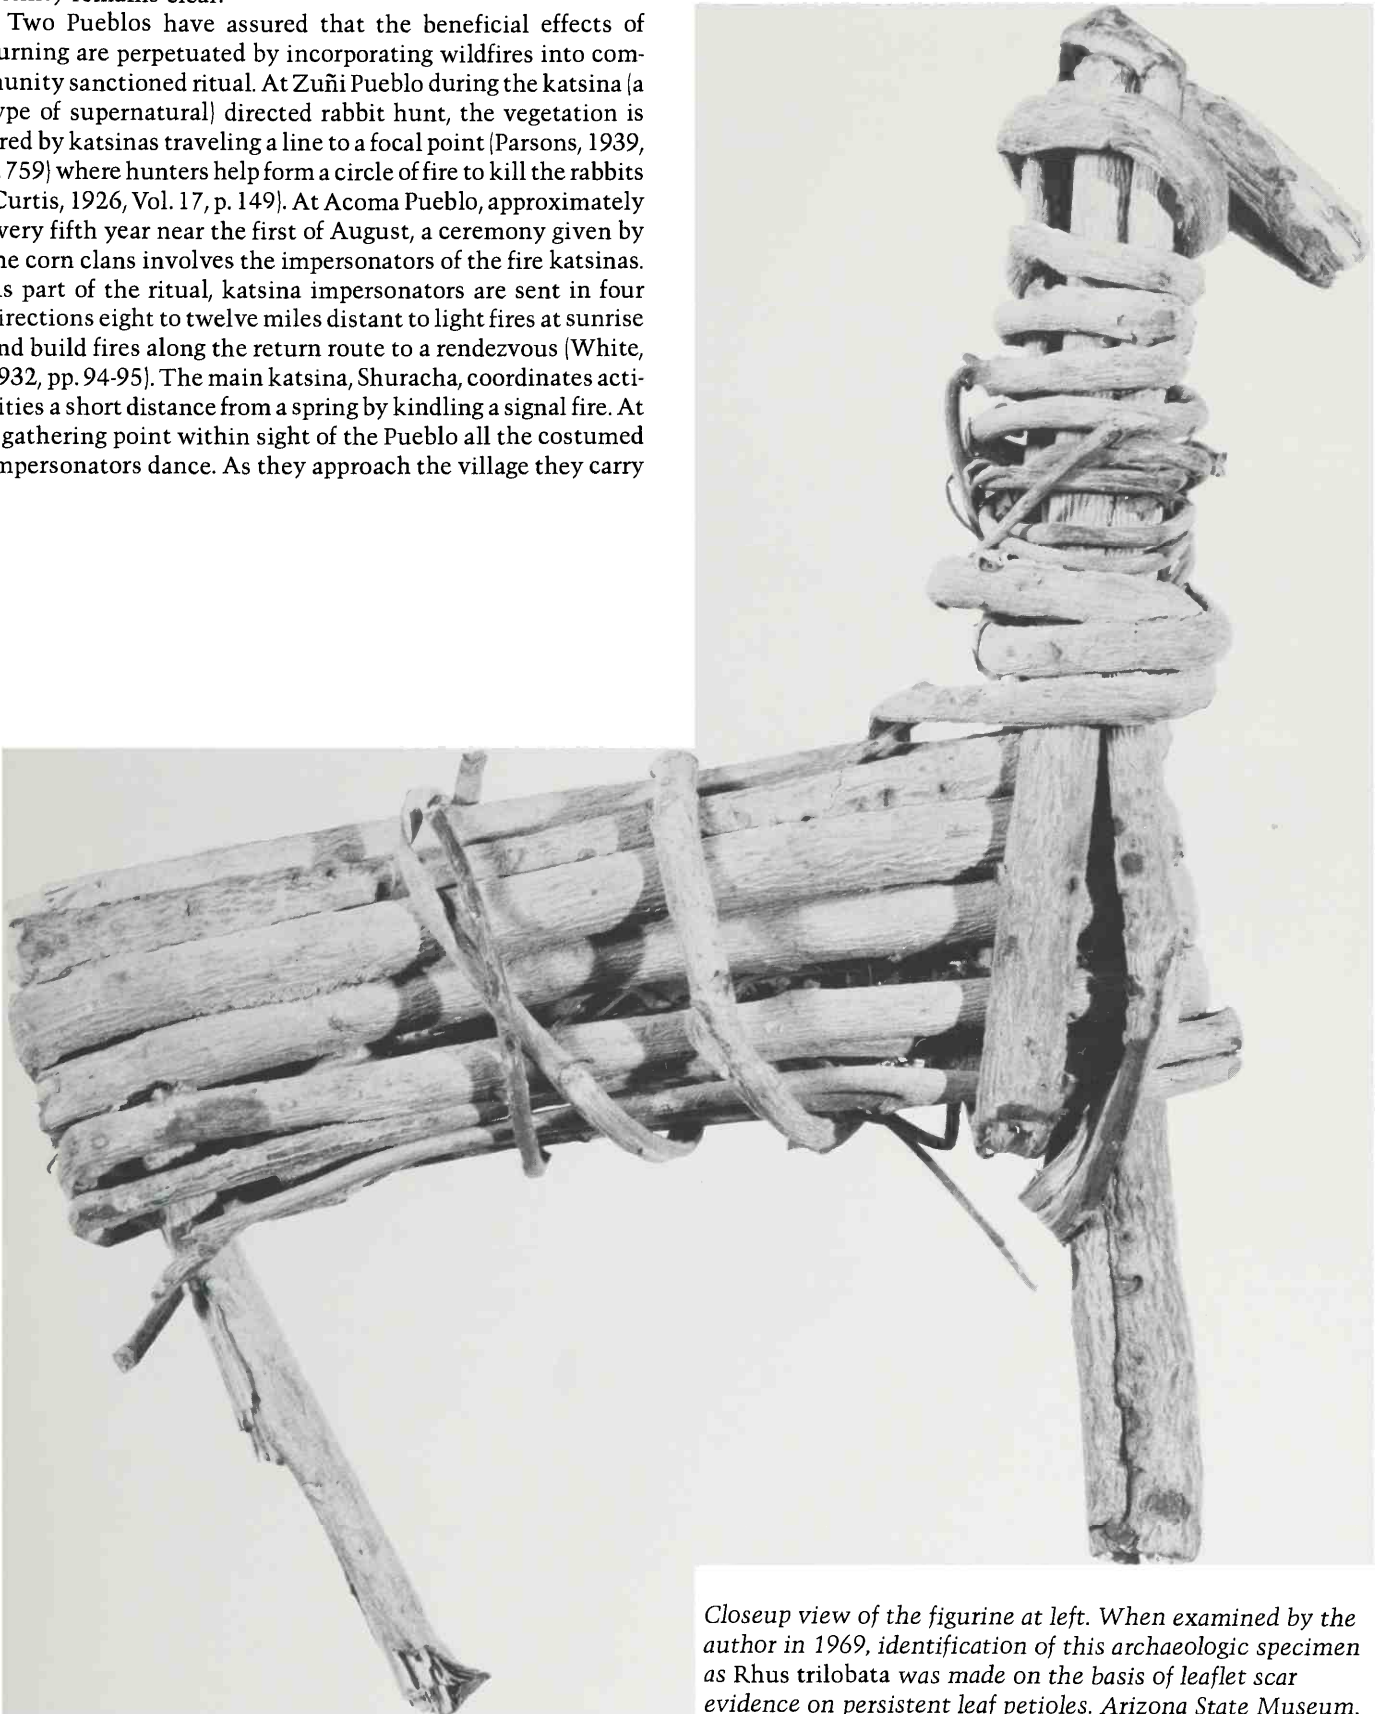 remains clear.
Two Pueblos have assured that the beneficial effects of
urning are perpetuated by incorporating wildfires into com-
unity sanctioned ritual. At Zuñi Pueblo during the katsina (a
ype of supernatural) directed rabbit hunt, the vegetation is
red by katsinas traveling a line to a focal point (Parsons, 1939,
759) where hunters help form a circle of fire to kill the rabbits
Curtis, 1926, Vol. 17, p. 149). At Acoma Pueblo, approximately
very fifth year near the first of August, a ceremony given by
he corn clans involves the impersonators of the fire katsinas.
s part of the ritual, katsina impersonators are sent in four
irections eight to twelve miles distant to light fires at sunrise
nd build fires along the return route to a rendezvous (White,
932, pp. 94-95). The main katsina, Shuracha, coordinates acti-
ities a short distance from a spring by kindling a signal fire. At
gathering point within sight of the Pueblo all the costumed
mpersonators dance. As they approach the village they carry
Closeup view of the figurine at left. When examined by the
author in 1969, identification of this archaeologic specimen
as Rhus trilobata was made on the basis of leaflet scar
evidence on persistent leaf petioles. Arizona State Museum,